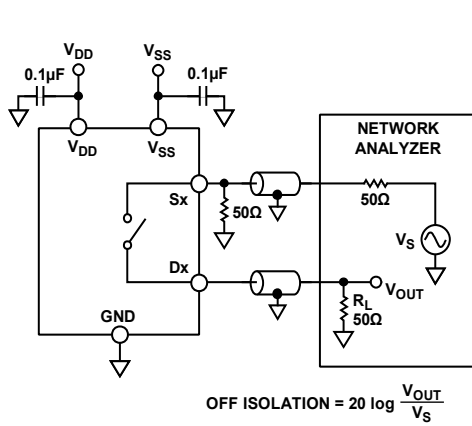 V_DD
V_SS
0.1µF
0.1µF
V_DD
V_SS
NETWORK
ANALYZER
Sx
50Ω
50Ω
V_S
Dx
V_OUT
R_L
50Ω
GND
OFF ISOLATION = 20 log V_OUT / V_S